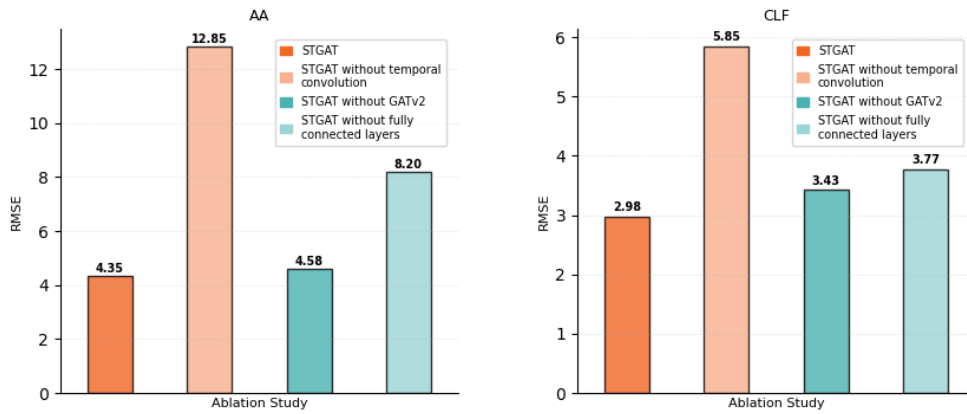 AA
12.85
STGAT
STGAT without temporal
convolution
STGAT without GATv2
STGAT without fully
connected layers
8.20
4.35
4.58
12
10
8
6
4
2
0
RMSE
Ablation Study
CLF
5.85
STGAT
STGAT without temporal
convolution
STGAT without GATv2
STGAT without fully
connected layers
3.77
3.43
2.98
6
5
4
3
2
1
0
RMSE
Ablation Study